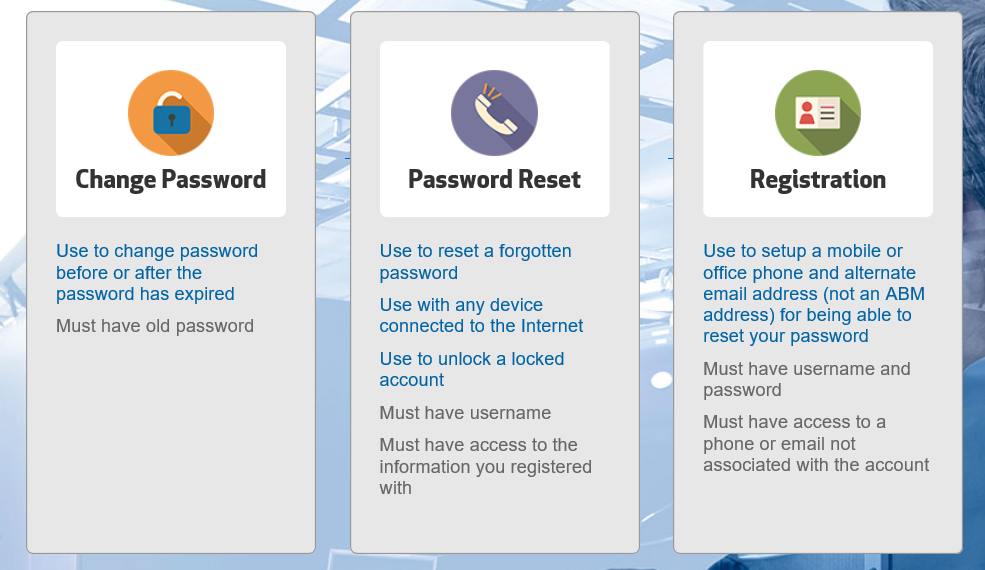 Change Password
Use to change password
before or after the
password has expired
Must have old password
Password Reset
Use to reset a forgotten
password
Use with any device
connected to the Internet
Use to unlock a locked
account
Must have username
Must have access to the
information you registered
with
Registration
Use to setup a mobile or
office phone and alternate
email address (not an ABM
address) for being able to
reset your password
Must have username and
password
Must have access to a
phone or email not
associated with the account